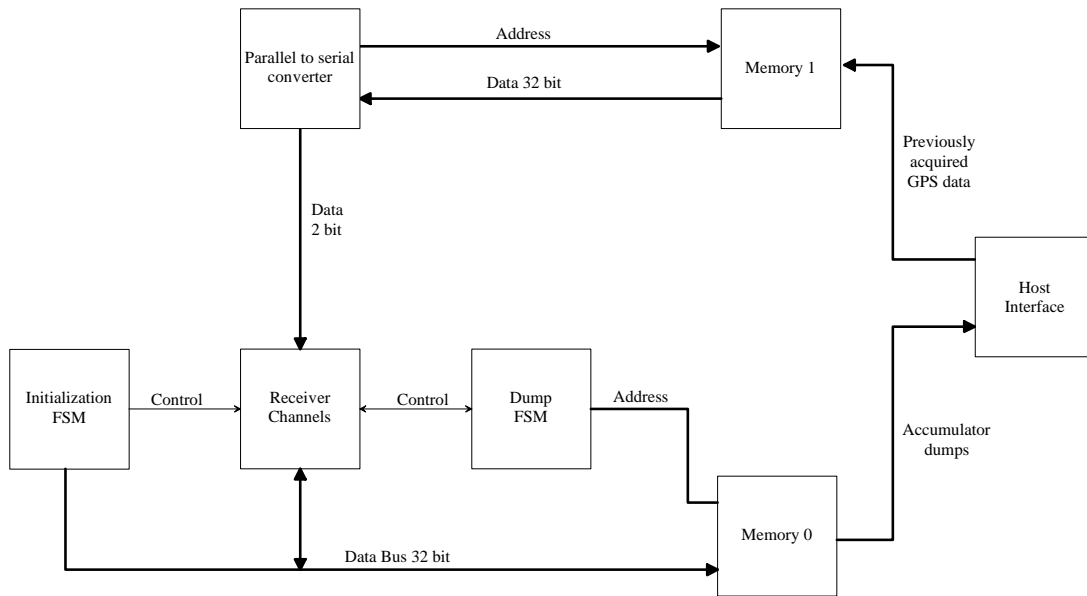 Address
Parallel to serial
converter
Memory 1
Data 32 bit
Previously
acquired
GPS data
Data
2 bit
Host
Interface
Initialization
FSM
Control
Receiver
Channels
Control
Dump
FSM
Address
Accumulator
dumps
Memory 0
Data Bus 32 bit